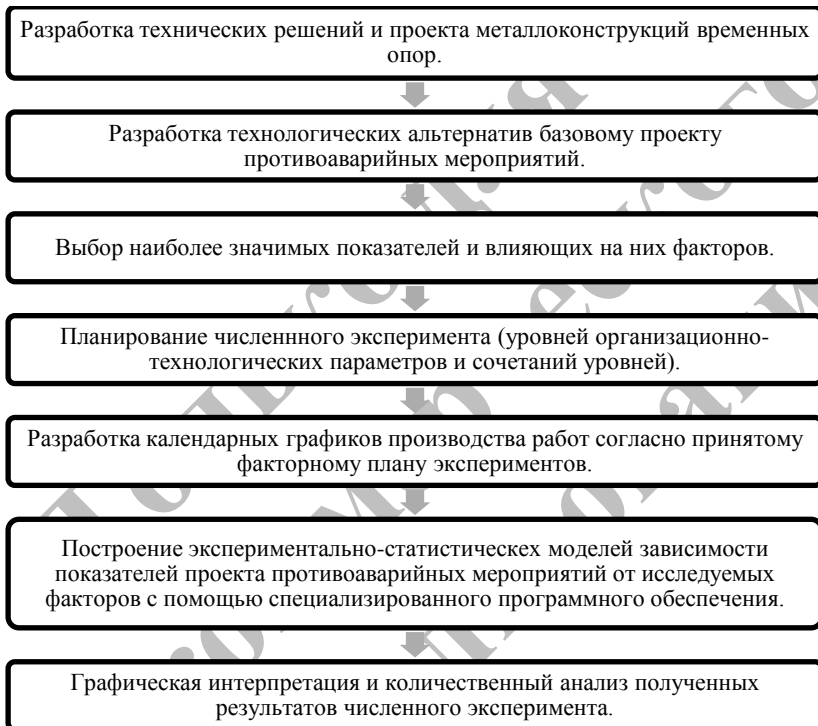 Разработка технических решений и проекта металлоконструкций временных
опор.
Разработка технологических альтернатив базовому проекту
противоаварийных мероприятий.
Выбор наиболее значимых показателей и влияющих на них факторов.
Планирование численнного эксперимента (уровней организационно-
технологических параметров и сочетаний уровней).
Разработка календарных графиков производства работ согласно принятому
факторному плану экспериментов.
Построение экспериментально-статистическех моделей зависимости
показателей проекта противоаварийных мероприятий от исследуемых
факторов с помощью специализированного программного обеспечения.
Графическая интерпретация и количественный анализ полученных
результатов численного эксперимента.